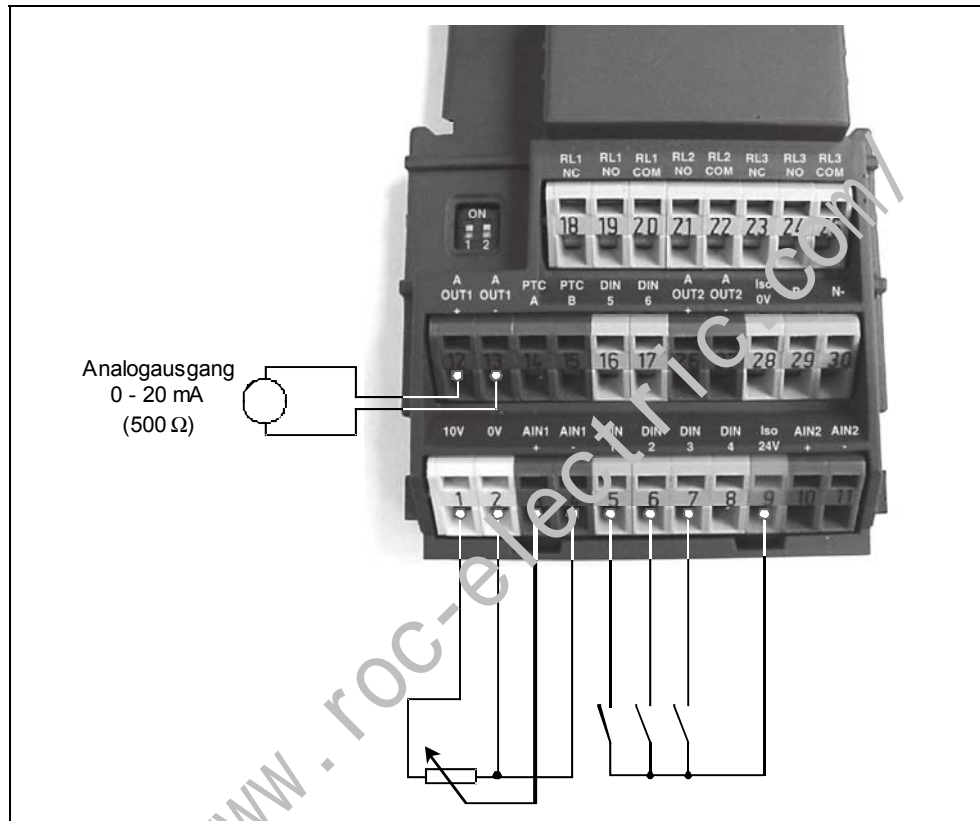 RL1 NC RL1 NO RL1 COM RL2 NO RL2 COM RL3 NC RL3 NO RL3 COM
18 19 20 21 22 23 24 25
ON
1 2
A OUT1 + A OUT1 - PTC A PTC B DIN 5 DIN 6 A OUT2 + A OUT2 - Iso 0V N-
12 13 14 15 16 17 26 28 29 30
Analogausgang
0 - 20 mA
(500 Ω)
10V 0V AIN1 + AIN1 - DIN 1 DIN 2 DIN 3 DIN 4 Iso 24V AIN2 + AIN2 -
1 2 5 6 7 8 9 10 11
www.roc-electric.com/